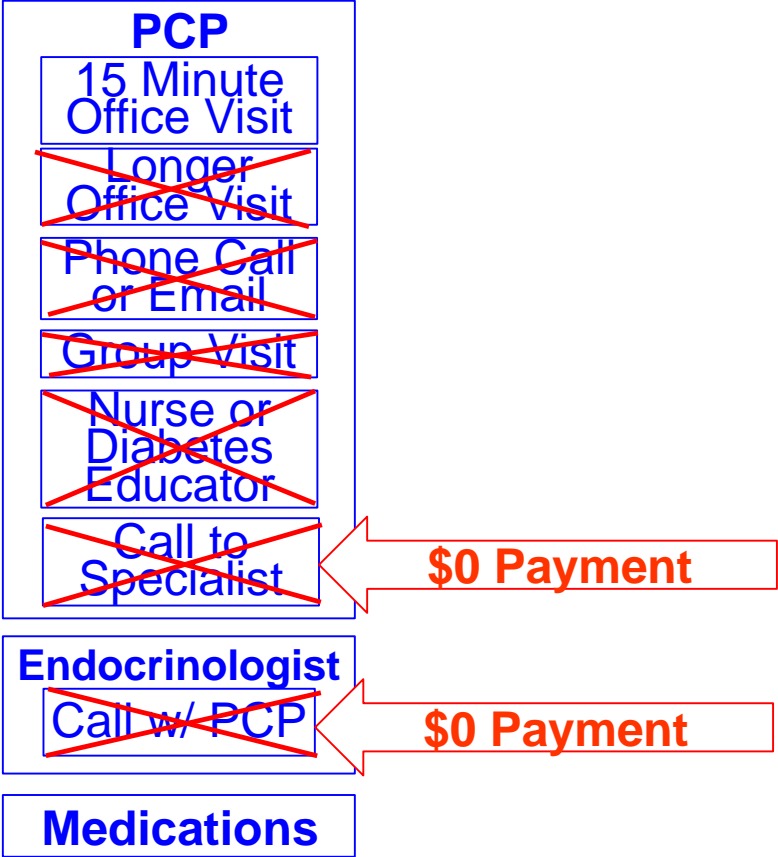 PCP
15 Minute
Office Visit
Longer
Office Visit
Phone Call
or Email
Group Visit
Nurse or
Diabetes
Educator
Call to
Specialist
$0 Payment
Endocrinologist
Call w/ PCP
$0 Payment
Medications